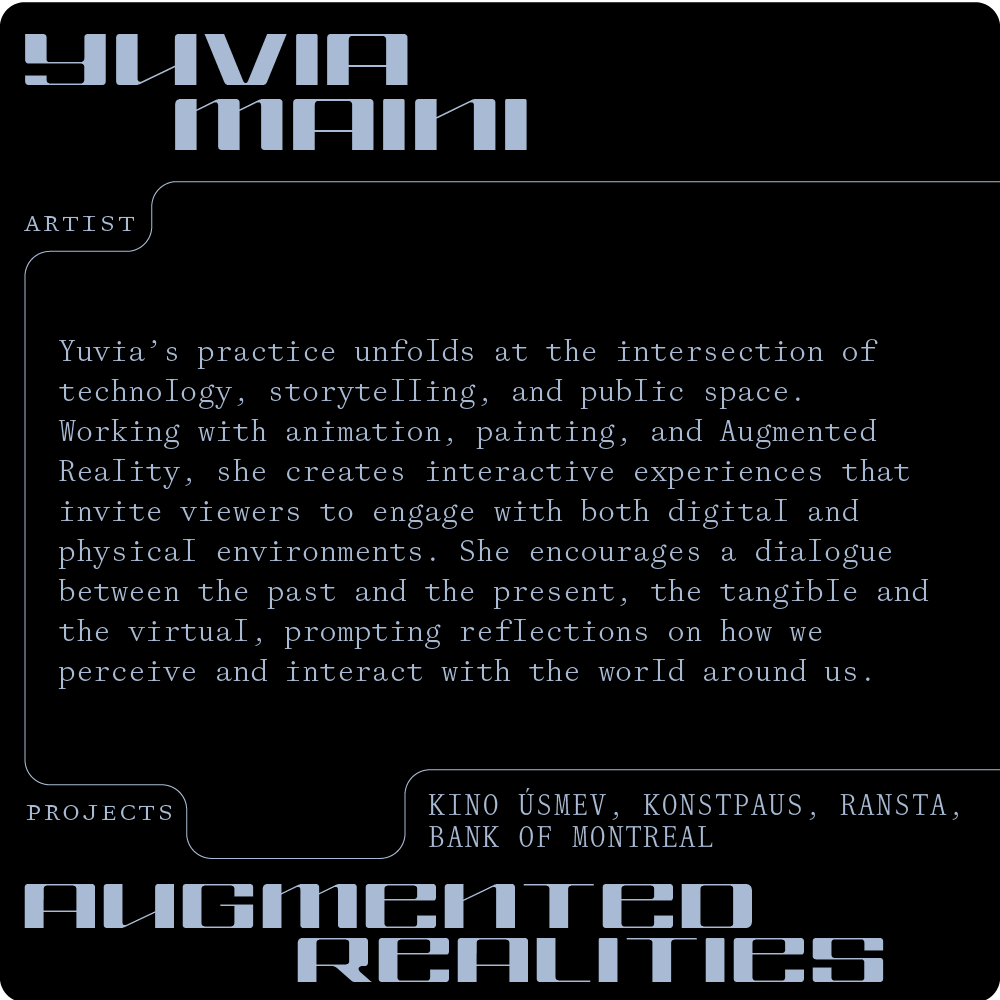 YUVIA
MAINI
ARTIST
Yuvia’s practice unfolds at the intersection of
technology, storytelling, and public space.
Working with animation, painting, and Augmented
Reality, she creates interactive experiences that
invite viewers to engage with both digital and
physical environments. She encourages a dialogue
between the past and the present, the tangible and
the virtual, prompting reflections on how we
perceive and interact with the world around us.
PROJECTS
KINO ÚSMEV, KONSTPAUS, RANSTA,
BANK OF MONTREAL
AUGMENTED
REALITIES